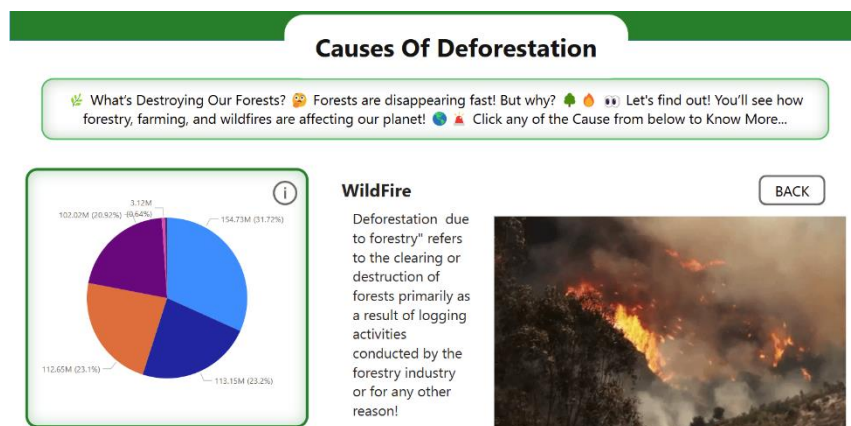 Causes Of Deforestation
🌿 What's Destroying Our Forests? 🤔 Forests are disappearing fast! But why? 🌳 🔥 👀 Let's find out! You'll see how
forestry, farming, and wildfires are affecting our planet! 🌎 🚨 Click any of the Cause from below to Know More...
i
3.12M
(0.64%)
102.02M (20.92%)
154.73M (31.72%)
112.65M (23.1%)
113.15M (23.2%)
WildFire
BACK
Deforestation due
to forestry" refers
to the clearing or
destruction of
forests primarily as
a result of logging
activities
conducted by the
forestry industry
or for any other
reason!